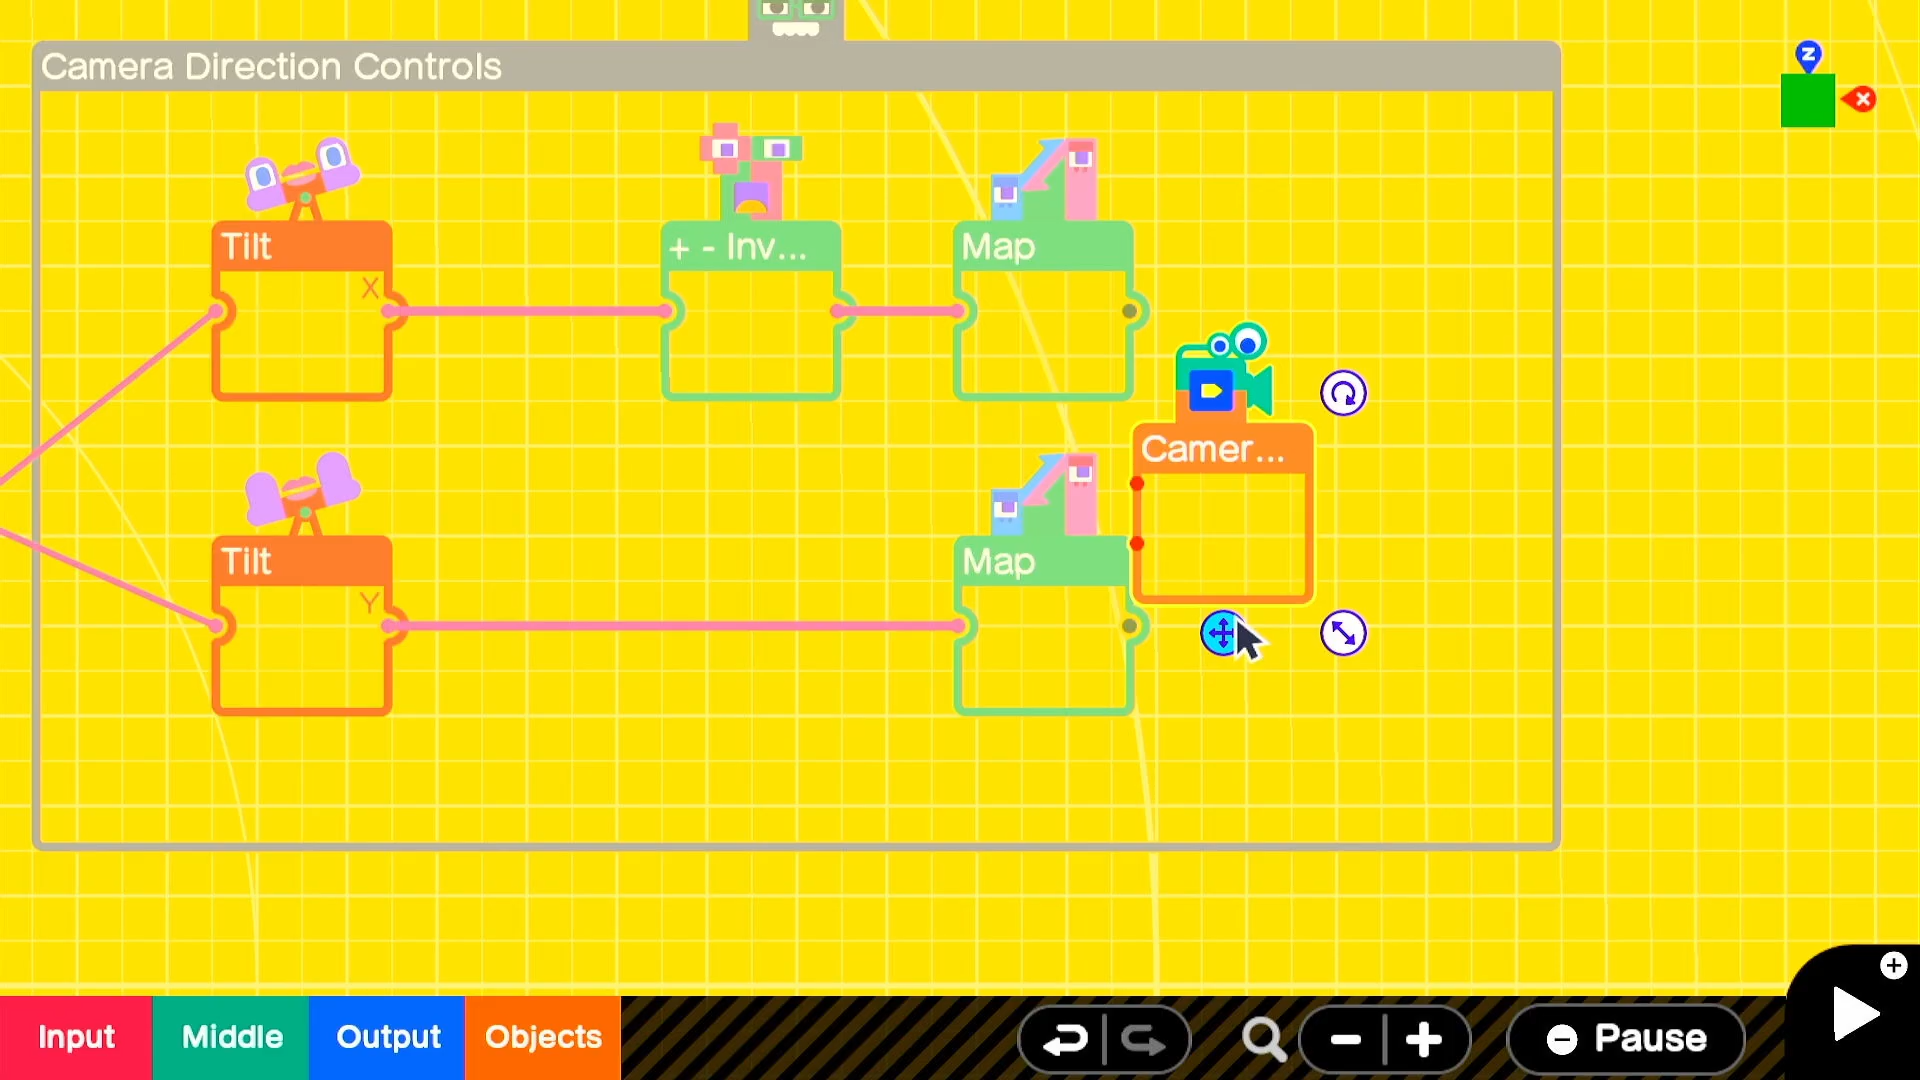 Camera Direction Controls
Z
X
Tilt
X
+ - Inv...
Map
Camer...
Tilt
Y
Map
Input
Middle
Output
Objects
Pause